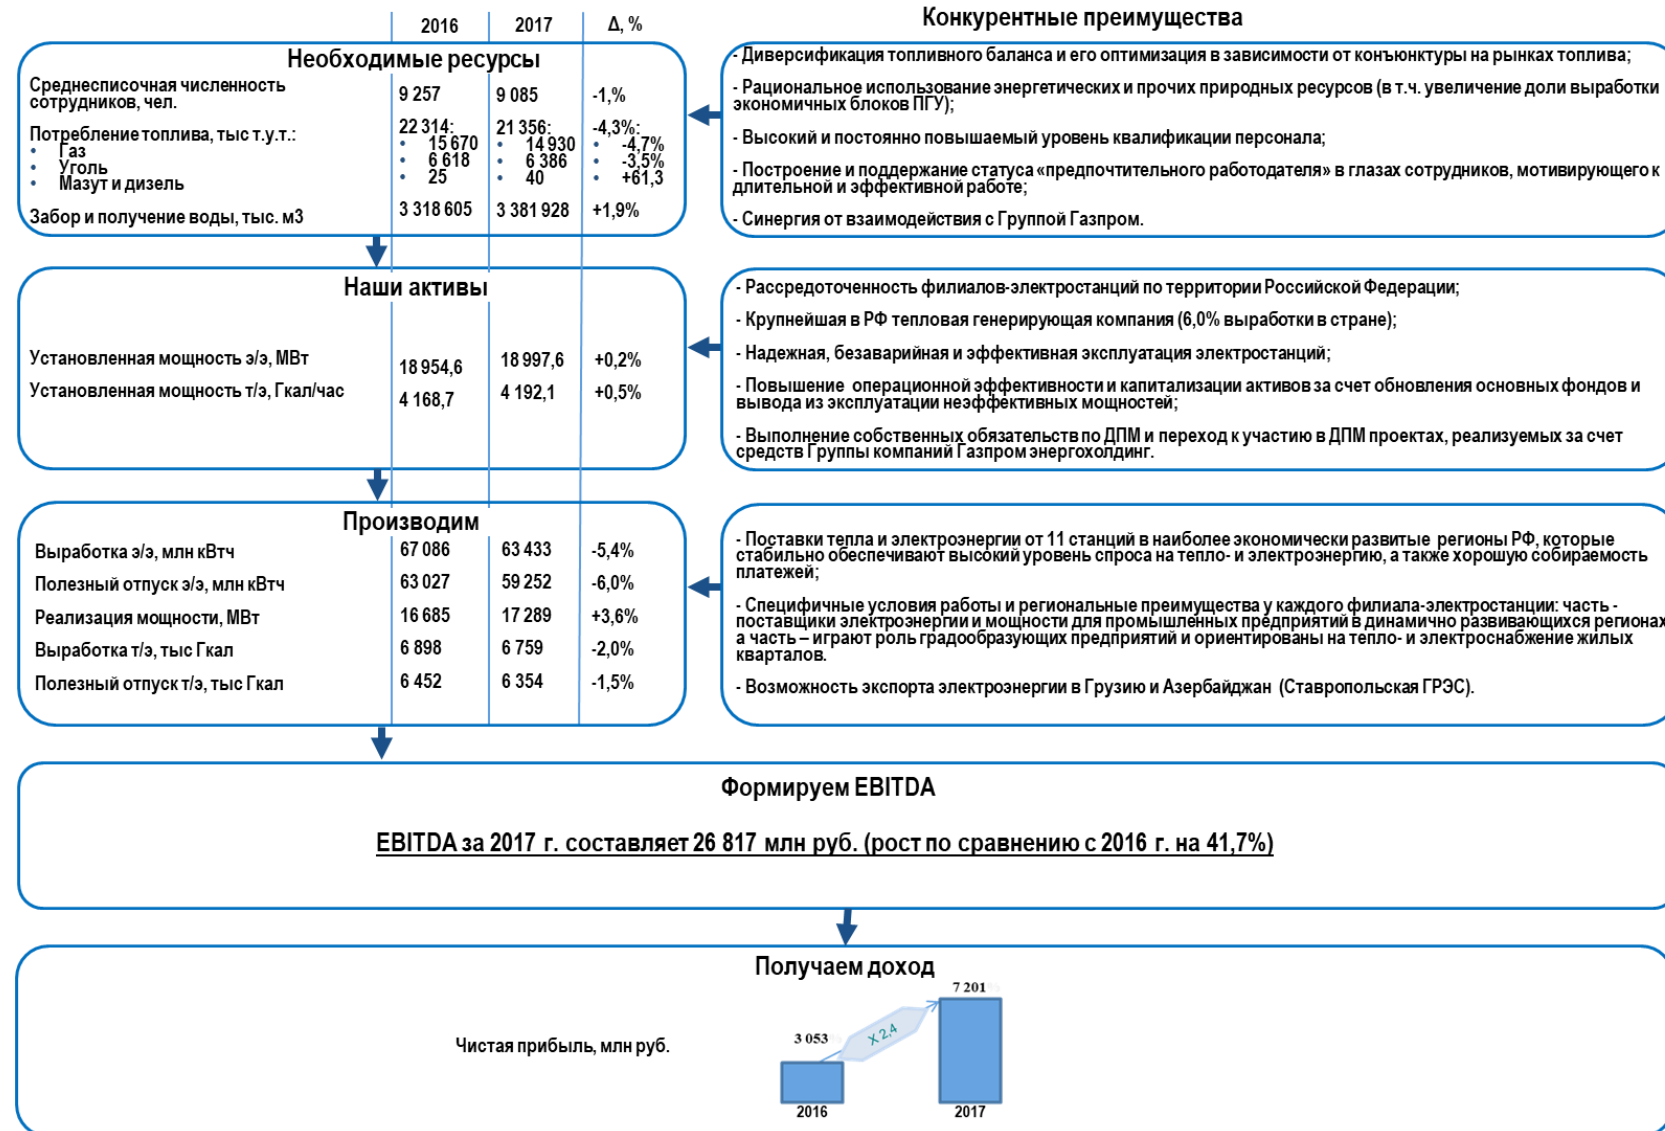 2016 2017 Δ, %
Необходимые ресурсы
Среднесписочная численность
сотрудников, чел. 9 257 9 085 -1,%
Потребление топлива, тыс т.у.т.: 22 314: 21 356: -4,3%:
• Газ • 15 670 • 14 930 • -4,7%
• Уголь • 6 618 • 6 386 • -3,5%
• Мазут и дизель • 25 • 40 • +61,3
Забор и получение воды, тыс. м3 3 318 605 3 381 928 +1,9%
Конкурентные преимущества
- Диверсификация топливного баланса и его оптимизация в зависимости от конъюнктуры на рынках топлива;
- Рациональное использование энергетических и прочих природных ресурсов (в т.ч. увеличение доли выработки
экономичных блоков ПГУ);
- Высокий и постоянно повышаемый уровень квалификации персонала;
- Построение и поддержание статуса «предпочтительного работодателя» в глазах сотрудников, мотивирующего к
длительной и эффективной работе;
- Синергия от взаимодействия с Группой Газпром.
Наши активы
Установленная мощность э/э, МВт 18 954,6 18 997,6 +0,2%
Установленная мощность т/э, Гкал/час 4 168,7 4 192,1 +0,5%
- Рассредоточенность филиалов-электростанций по территории Российской Федерации;
- Крупнейшая в РФ тепловая генерирующая компания (6,0% выработки в стране);
- Надежная, безаварийная и эффективная эксплуатация электростанций;
- Повышение операционной эффективности и капитализации активов за счет обновления основных фондов и
вывода из эксплуатации неэффективных мощностей;
- Выполнение собственных обязательств по ДПМ и переход к участию в ДПМ проектах, реализуемых за счет
средств Группы компаний Газпром энергохолдинг.
Производим
Выработка э/э, млн кВтч 67 086 63 433 -5,4%
Полезный отпуск э/э, млн кВтч 63 027 59 252 -6,0%
Реализация мощности, МВт 16 685 17 289 +3,6%
Выработка т/э, тыс Гкал 6 898 6 759 -2,0%
Полезный отпуск т/э, тыс Гкал 6 452 6 354 -1,5%
- Поставки тепла и электроэнергии от 11 станций в наиболее экономически развитые регионы РФ, которые
стабильно обеспечивают высокий уровень спроса на тепло- и электроэнергию, а также хорошую собираемость
платежей;
- Специфичные условия работы и региональные преимущества у каждого филиала-электростанции: часть -
поставщики электроэнергии и мощности для промышленных предприятий в динамично развивающихся регионах
а часть – играют роль градообразующих предприятий и ориентированы на тепло- и электроснабжение жилых
кварталов.
- Возможность экспорта электроэнергии в Грузию и Азербайджан (Ставропольская ГРЭС).
Формируем EBITDA
EBITDA за 2017 г. составляет 26 817 млн руб. (рост по сравнению с 2016 г. на 41,7%)
Получаем доход
Чистая прибыль, млн руб.
7 201
3 053
X 2,4
2016 2017